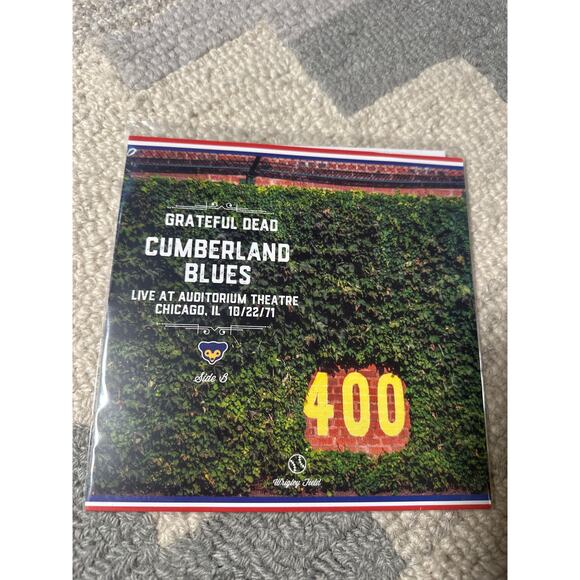 GRATEFUL DEAD
CUMBERLAND
BLUES
LIVE AT AUDITORIUM THEATRE
CHICAGO, IL 10/22/71
Side B
400
Wrigley Field